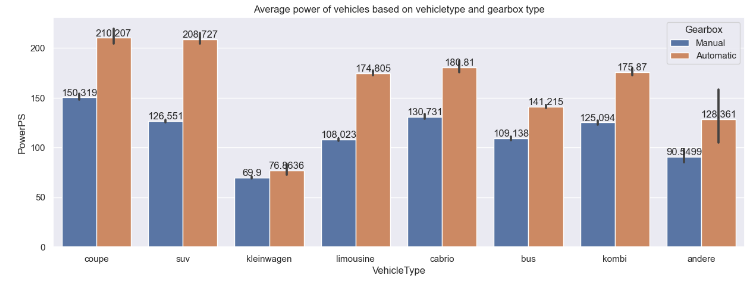 Average power of vehicles based on vehicletype and gearbox type
Gearbox
Manual
Automatic
PowerPS
200
150
100
50
0
150.319
210.207
126.551
208.727
69.9
76.8636
108.023
174.805
130.731
180.81
109.138
141.215
125.094
175.87
90.5499
128.361
coupe
suv
kleinwagen
limousine
cabrio
bus
kombi
andere
VehicleType